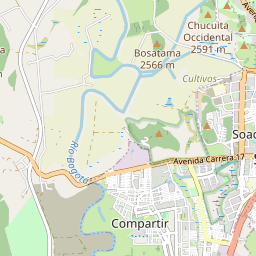 Chucuita
Occidental
2591 m
Bosatama
2566 m
Cultivos
Soac
Río Bogotá
Avenida Carrera 17
Compartir